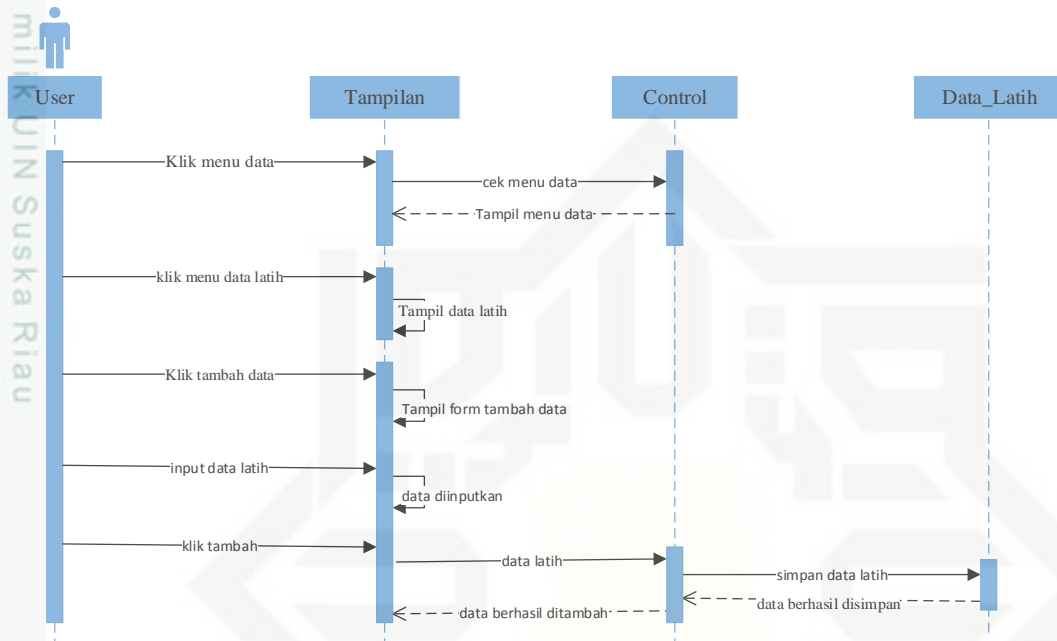 milik UIN Suska Riau
User
Tampilan
Control
Data_Latih
Klik menu data
cek menu data
Tampil menu data
klik menu data latih
Tampil data latih
Klik tambah data
Tampil form tambah data
input data latih
data diinputkan
klik tambah
data latih
simpan data latih
data berhasil disimpan
data berhasil ditambah